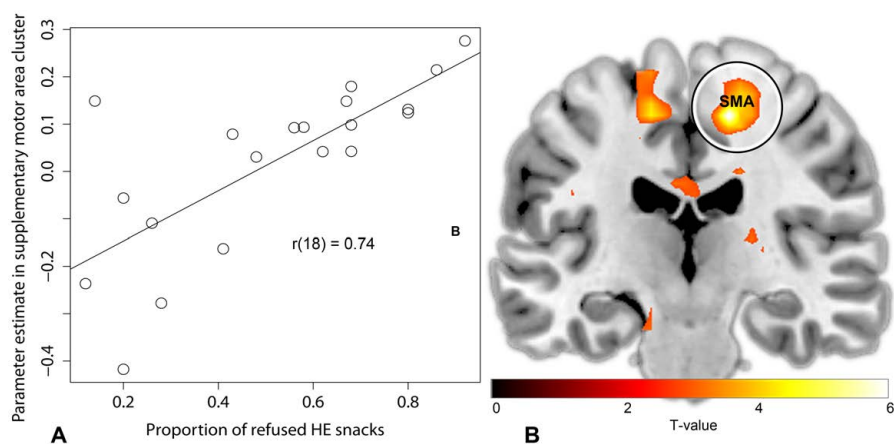 A
Parameter estimate in supplementary motor area cluster
0.3
0.2
0.1
0.0
−0.2
−0.4
r(18) = 0.74
B
0.2
0.4
0.6
0.8
Proportion of refused HE snacks
A
B
SMA
0
2
4
6
T-value
B